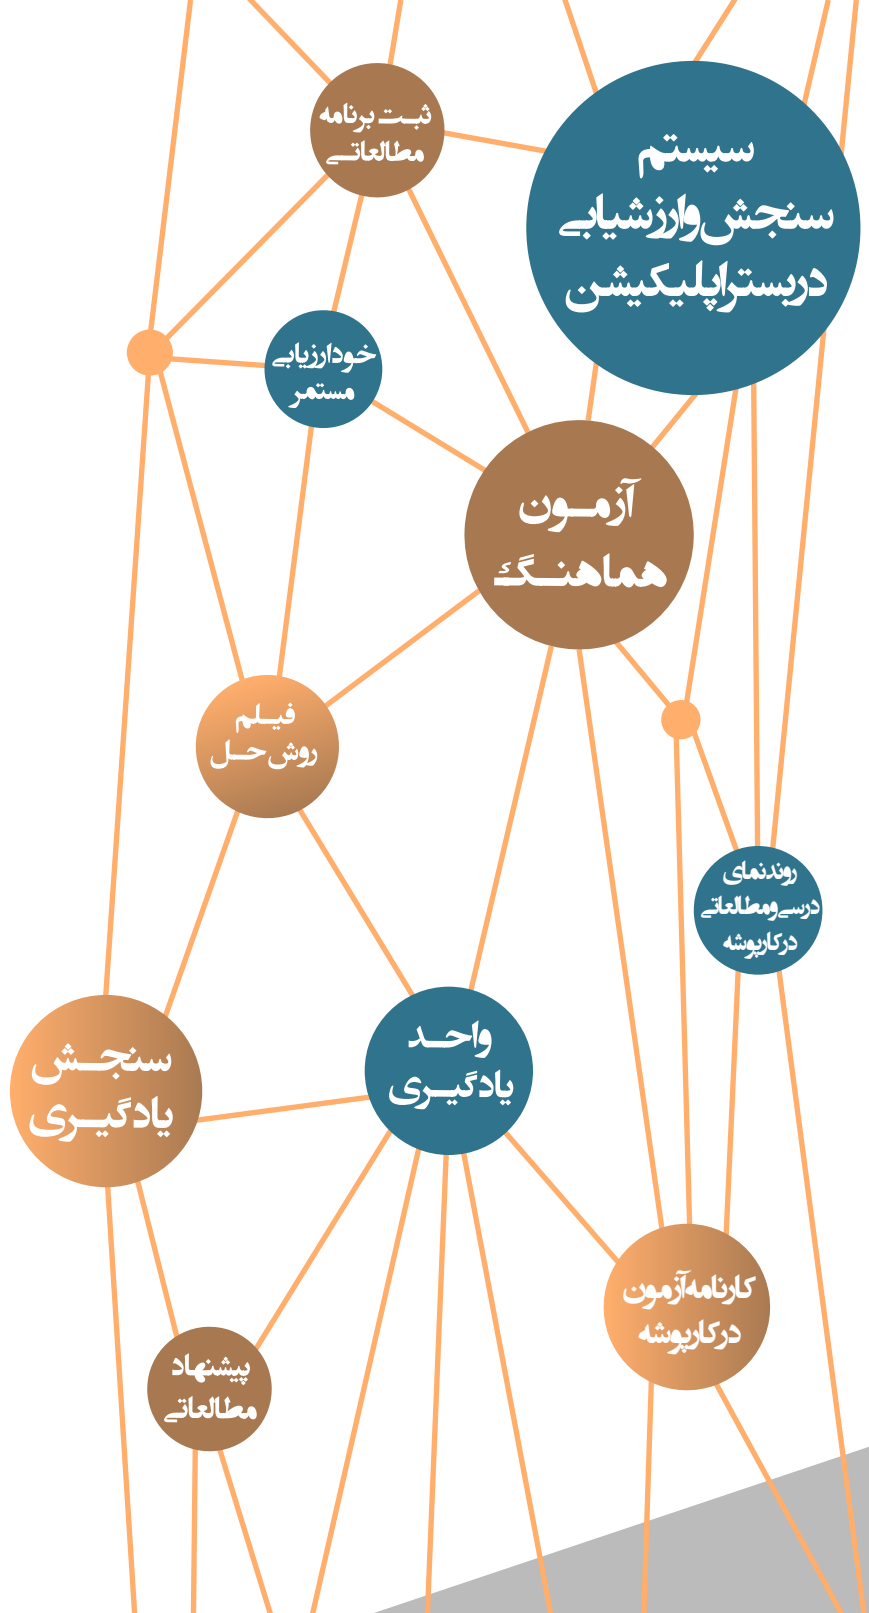 ثبت برنامه
مطالعاتی
سیستم
سنجش و ارزشیابی
در بستر اپلیکیشن
خودارزیابی
مستمر
آزمون
هماهنگ
فیلم
روش حل
روند نمای
درسی و مطالعاتی
در کارپوشه
واحد
یادگیری
سنجش
یادگیری
کارنامه آزمون
در کارپوشه
پیشنهاد
مطالعاتی